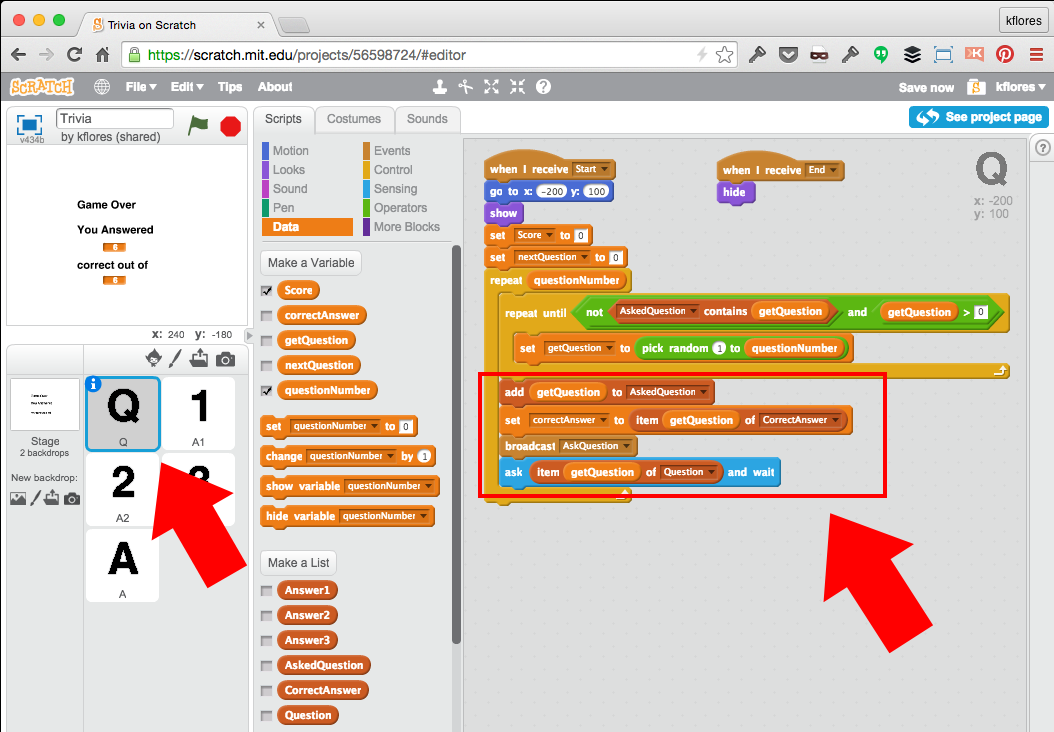 Trivia on Scratch
kflores
https://scratch.mit.edu/projects/56598724/#editor
SCRATCH File Edit Tips About Save now kflores
v434b
Trivia
by kflores (shared)
Scripts Costumes Sounds
See project page
Game Over
You Answered
6
correct out of
6
x: 240 y: -180
Motion Events
Looks Control
Sound Sensing
Pen Operators
Data More Blocks
Make a Variable
Score
correctAnswer
getQuestion
nextQuestion
questionNumber
set questionNumber to 0
change questionNumber by 1
show variable questionNumber
hide variable questionNumber
Make a List
Answer1
Answer2
Answer3
AskedQuestion
CorrectAnswer
Question
Stage
2 backdrops
New backdrop:
Q
Q
1
A1
2
A2
A
A
when I receive Start
go to x: -200 y: 100
show
set Score to 0
set nextQuestion to 0
repeat questionNumber
repeat until not AskedQuestion contains getQuestion and getQuestion > 0
set getQuestion to pick random 1 to questionNumber
add getQuestion to AskedQuestion
set correctAnswer to item getQuestion of CorrectAnswer
broadcast AskQuestion
ask item getQuestion of Question and wait
when I receive End
hide
Q
x: -200
y: 100